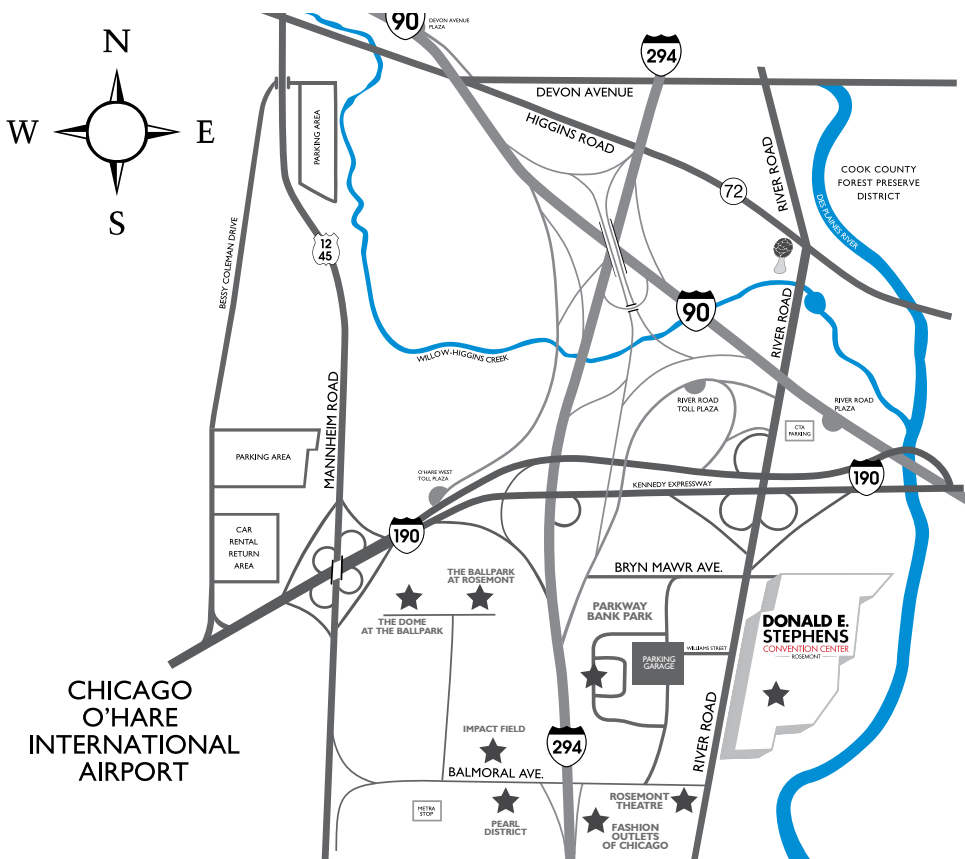 90
DEVON AVENUE
PLAZA
N
W
E
S
294
DEVON AVENUE
HIGGINS ROAD
RIVER ROAD
72
COOK COUNTY
FOREST PRESERVE
DISTRICT
DES PLAINES RIVER
PARKING AREA
BESSY COLEMAN DRIVE
12
45
90
RIVER ROAD
WILLOW-HIGGINS CREEK
MANNHEIM ROAD
RIVER ROAD
TOLL PLAZA
RIVER ROAD
PLAZA
CTA
PARKING
PARKING AREA
O'HARE WEST
TOLL PLAZA
KENNEDY EXPRESSWAY
190
190
CAR
RENTAL
RETURN
AREA
BRYN MAWR AVE.
THE BALLPARK
AT ROSEMONT
THE DOME
AT THE BALLPARK
PARKWAY
BANK PARK
DONALD E.
STEPHENS
CONVENTION CENTER
ROSEMONT
WILLIAMS STREET
PARKING
GARAGE
CHICAGO
O'HARE
INTERNATIONAL
AIRPORT
IMPACT FIELD
294
RIVER ROAD
BALMORAL AVE.
METRA
STOP
PEARL
DISTRICT
ROSEMONT
THEATRE
FASHION
OUTLETS
OF CHICAGO